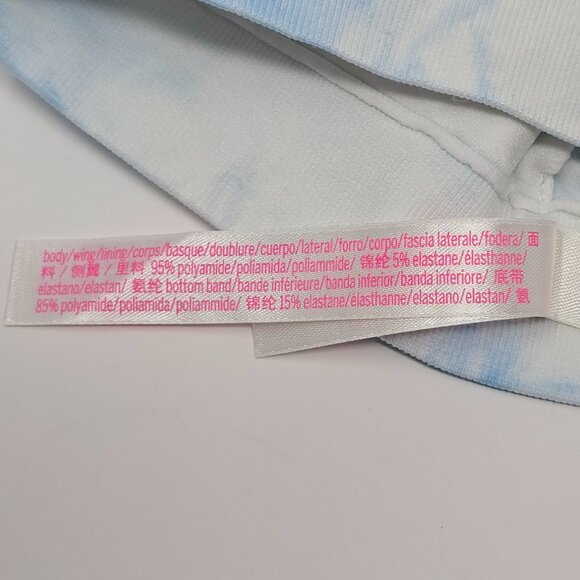 body/wing/lining/corps/basque/doublure/cuerpo/lateral/forro/corpo/fascia laterale/fodera/ 面
料 / 侧翼 / 里料 95% polyamide/poliamida/poliammide/ 锦纶 5% elastane/élasthanne/
elastano/elastan/ 氨纶 bottom band/bande inférieure/banda inferior/banda inferiore/ 底带
85% polyamide/poliamida/poliammide/ 锦纶 15% elastane/élasthanne/elastano/elastan/ 氨